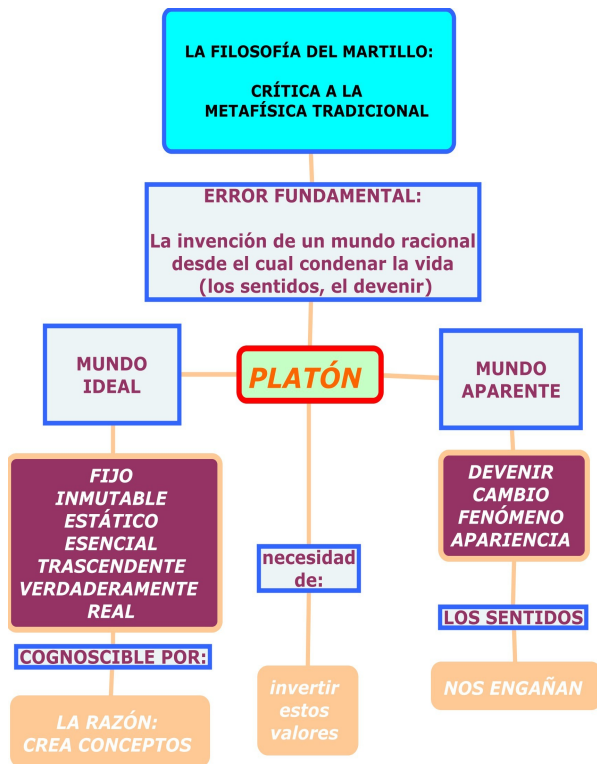 LA FILOSOFÍA DEL MARTILLO:
CRÍTICA A LA
METAFÍSICA TRADICIONAL
ERROR FUNDAMENTAL:
La invención de un mundo racional
desde el cual condenar la vida
(los sentidos, el devenir)
MUNDO
IDEAL
PLATÓN
MUNDO
APARENTE
FIJO
INMUTABLE
ESTÁTICO
ESENCIAL
TRASCENDENTE
VERDADERAMENTE
REAL
DEVENIR
CAMBIO
FENÓMENO
APARIENCIA
necesidad
de:
LOS SENTIDOS
COGNOSCIBLE POR:
LA RAZÓN:
CREA CONCEPTOS
invertir
estos
valores
NOS ENGAÑAN